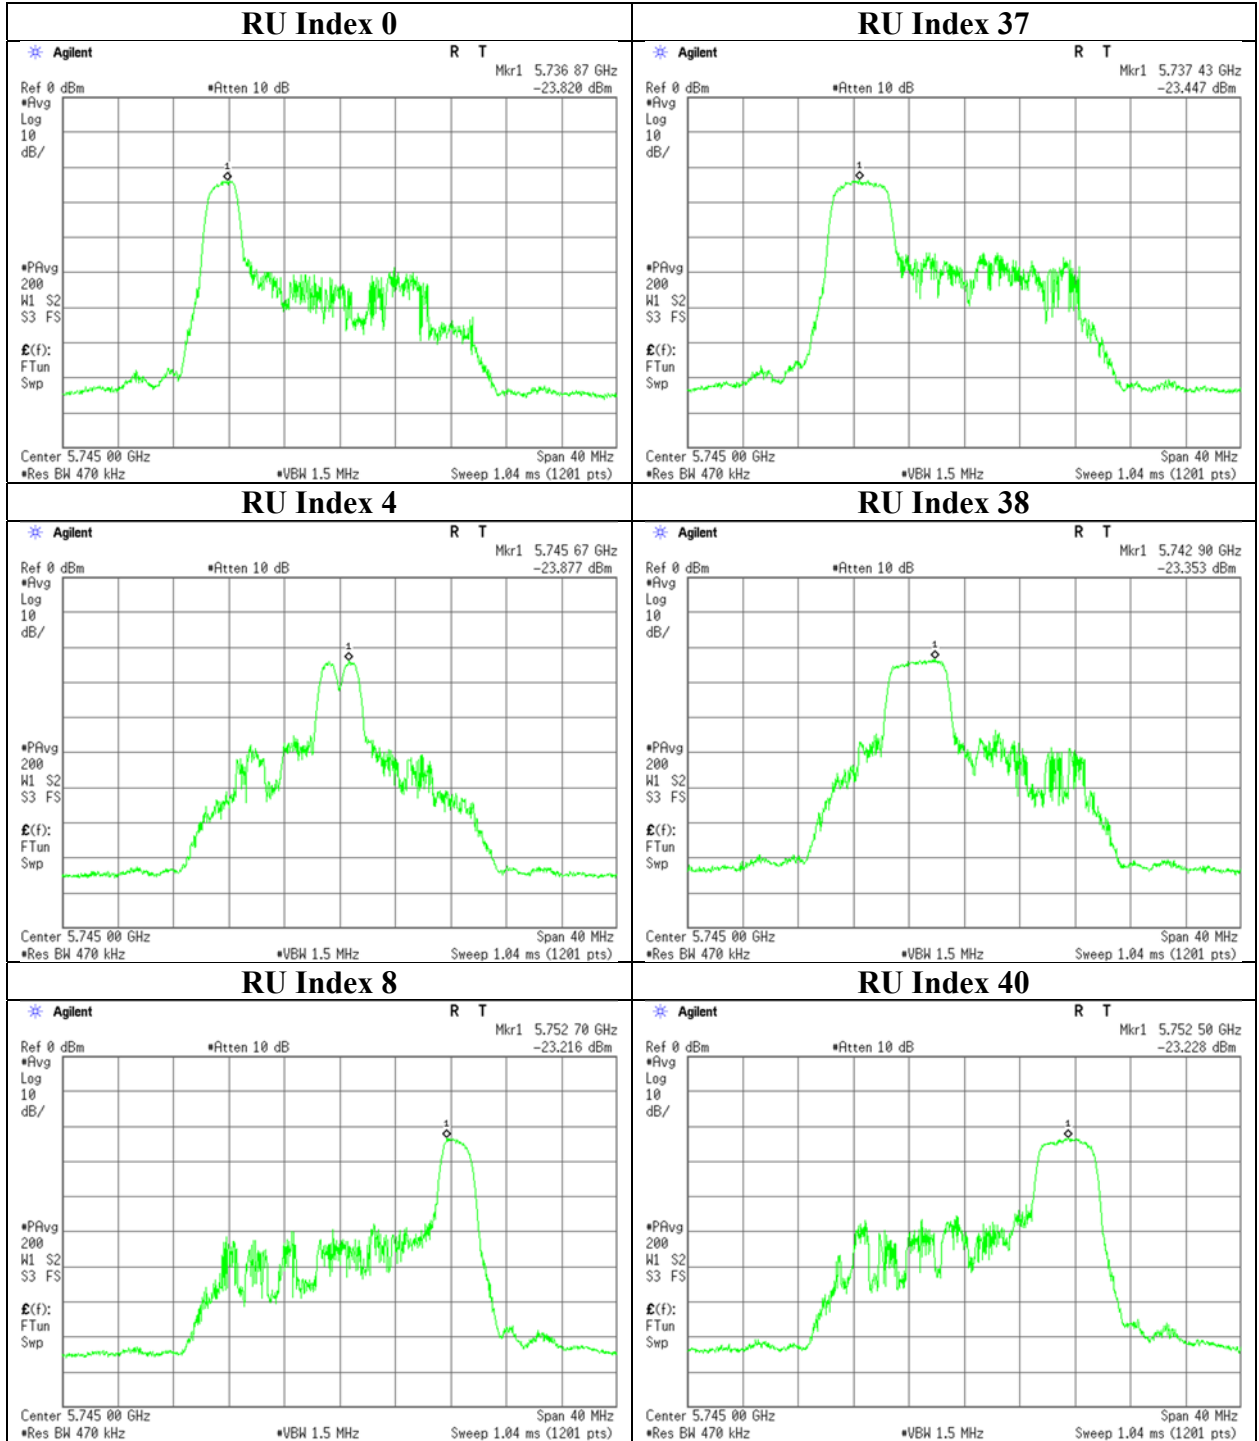 RU Index 0
Agilent R T
Mkr1 5.736 87 GHz
Ref 0 dBm #Atten 10 dB -23.820 dBm
#Avg
Log
10
dB/
1
#PAvg
200
W1 S2
S3 FS
£(f):
FTun
Swp
Center 5.745 00 GHz Span 40 MHz
#Res BW 470 kHz #VBW 1.5 MHz Sweep 1.04 ms (1201 pts)
RU Index 37
Agilent R T
Mkr1 5.737 43 GHz
Ref 0 dBm #Atten 10 dB -23.447 dBm
#Avg
Log
10
dB/
1
#PAvg
200
W1 S2
S3 FS
£(f):
FTun
Swp
Center 5.745 00 GHz Span 40 MHz
#Res BW 470 kHz #VBW 1.5 MHz Sweep 1.04 ms (1201 pts)
RU Index 4
Agilent R T
Mkr1 5.745 67 GHz
Ref 0 dBm #Atten 10 dB -23.877 dBm
#Avg
Log
10
dB/
1
#PAvg
200
W1 S2
S3 FS
£(f):
FTun
Swp
Center 5.745 00 GHz Span 40 MHz
#Res BW 470 kHz #VBW 1.5 MHz Sweep 1.04 ms (1201 pts)
RU Index 38
Agilent R T
Mkr1 5.742 90 GHz
Ref 0 dBm #Atten 10 dB -23.353 dBm
#Avg
Log
10
dB/
1
#PAvg
200
W1 S2
S3 FS
£(f):
FTun
Swp
Center 5.745 00 GHz Span 40 MHz
#Res BW 470 kHz #VBW 1.5 MHz Sweep 1.04 ms (1201 pts)
RU Index 8
Agilent R T
Mkr1 5.752 70 GHz
Ref 0 dBm #Atten 10 dB -23.216 dBm
#Avg
Log
10
dB/
1
#PAvg
200
W1 S2
S3 FS
£(f):
FTun
Swp
Center 5.745 00 GHz Span 40 MHz
#Res BW 470 kHz #VBW 1.5 MHz Sweep 1.04 ms (1201 pts)
RU Index 40
Agilent R T
Mkr1 5.752 50 GHz
Ref 0 dBm #Atten 10 dB -23.228 dBm
#Avg
Log
10
dB/
1
#PAvg
200
W1 S2
S3 FS
£(f):
FTun
Swp
Center 5.745 00 GHz Span 40 MHz
#Res BW 470 kHz #VBW 1.5 MHz Sweep 1.04 ms (1201 pts)